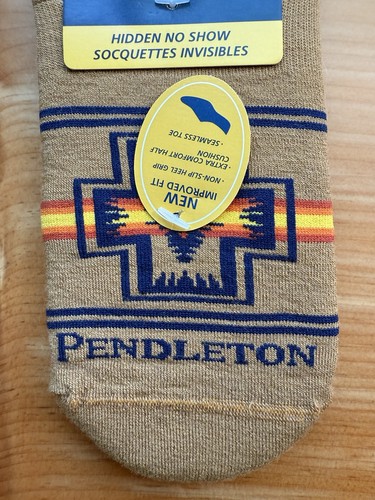 HIDDEN NO SHOW
SOCQUETTES INVISIBLES
NEW
IMPROVED FIT
· NON-SLIP HEEL GRIP
· EXTRA COMFORT HALF
CUSHION
· SEAMLESS TOE
PENDLETON